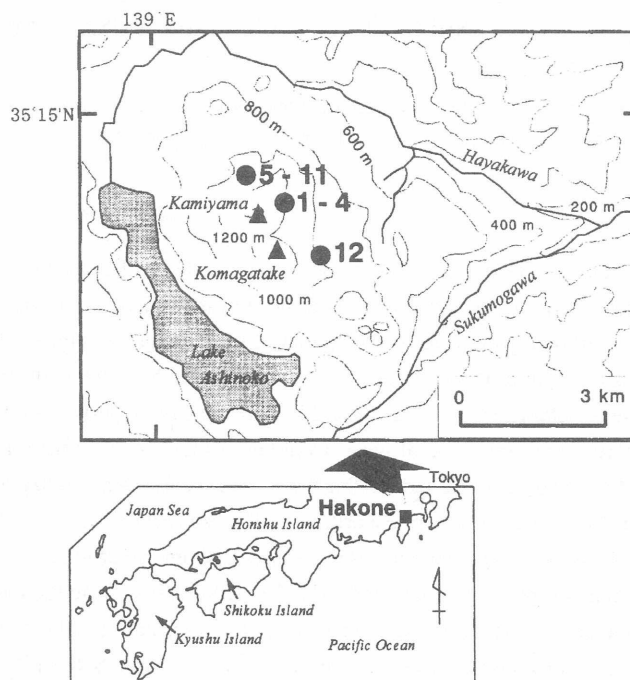 139°E
35°15'N
800 m
600 m
Hayakawa
5 - 11
Kamiyama
1 - 4
200 m
400 m
1200 m
12
Komagatake
1000 m
Sukumogawa
Lake
Ashinoko
0 3 km
Tokyo
Japan Sea
Hakone
Honshu Island
Shikoku Island
Kyushu Island
Pacific Ocean